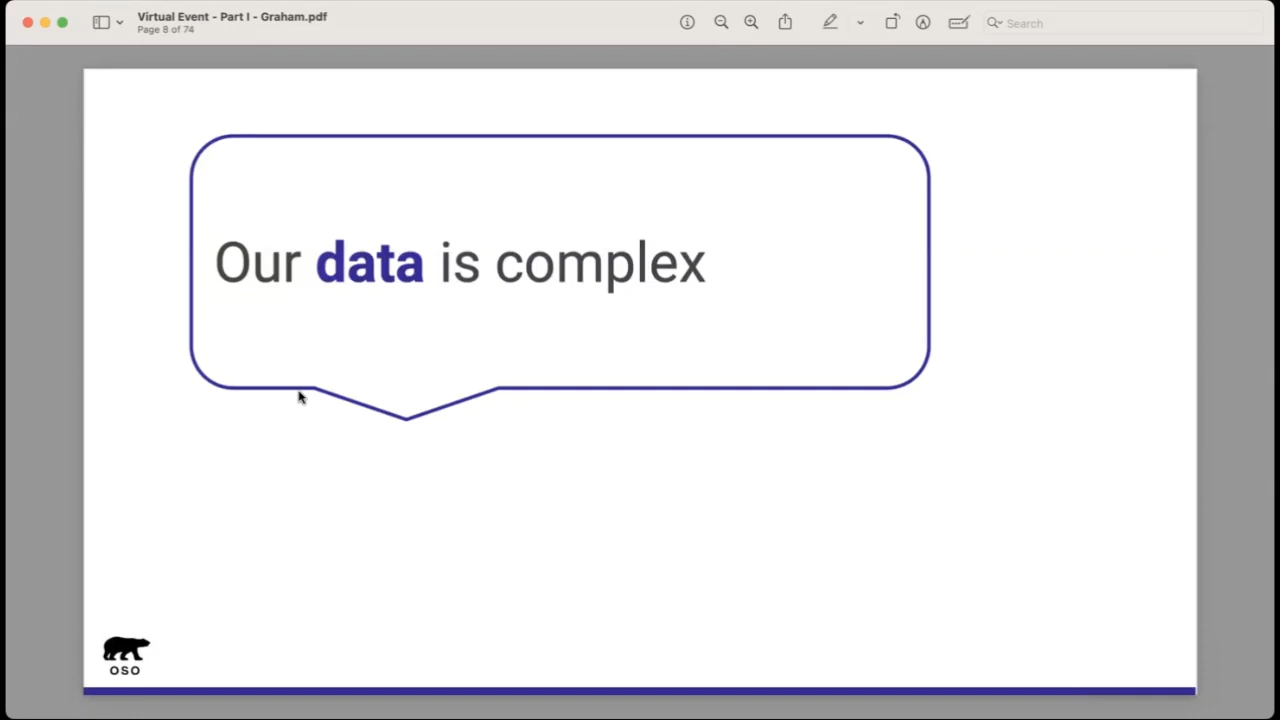 Virtual Event - Part I - Graham.pdf
Page 8 of 74
Search
Our data is complex
OSO